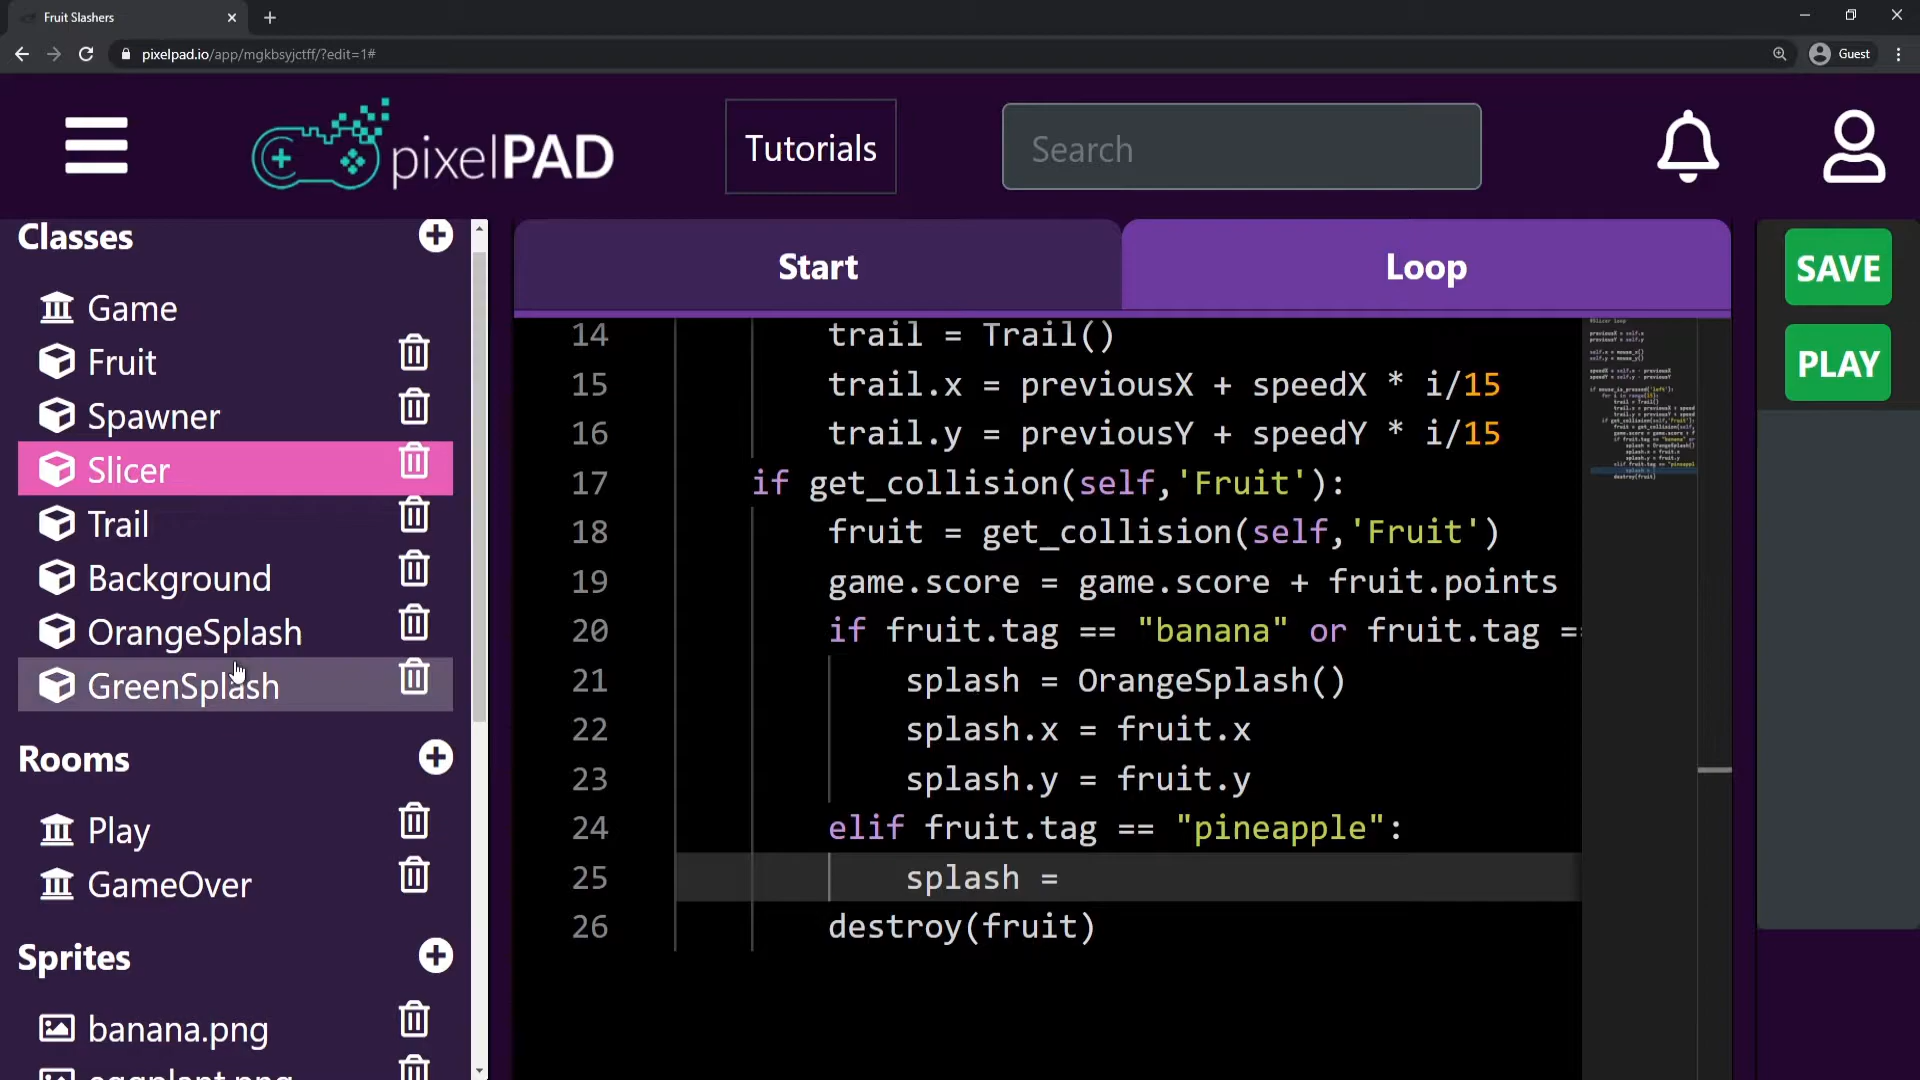 Fruit Slashers
pixelpad.io/app/mgkbsyjctff/?edit=1#
Guest
pixelPAD
Tutorials
Search
Classes
Game
Fruit
Spawner
Slicer
Trail
Background
OrangeSplash
GreenSplash
Rooms
Play
GameOver
Sprites
banana.png
Start
Loop
14 trail = Trail()
15 trail.x = previousX + speedX * i/15
16 trail.y = previousY + speedY * i/15
17 if get_collision(self,'Fruit'):
18 fruit = get_collision(self,'Fruit')
19 game.score = game.score + fruit.points
20 if fruit.tag == "banana" or fruit.tag ==
21 splash = OrangeSplash()
22 splash.x = fruit.x
23 splash.y = fruit.y
24 elif fruit.tag == "pineapple":
25 splash =
26 destroy(fruit)
SAVE
PLAY